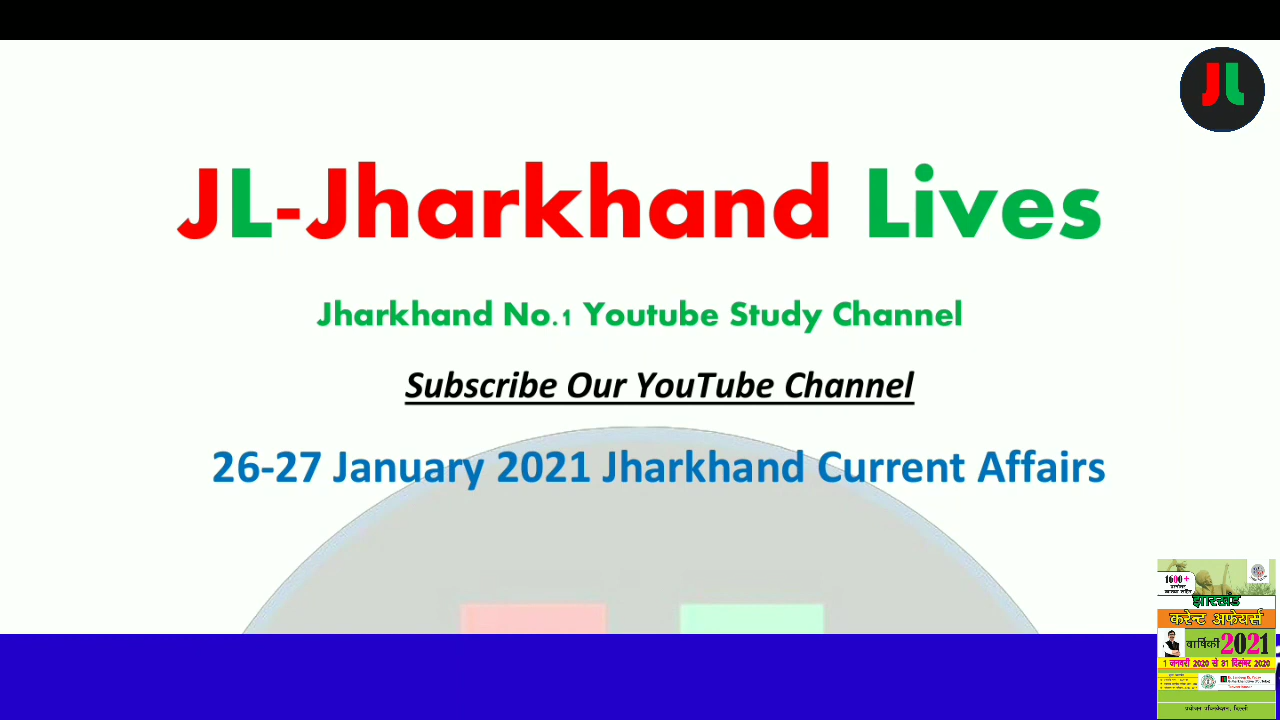 JL
JL-Jharkhand Lives
Jharkhand No.1 Youtube Study Channel
Subscribe Our YouTube Channel
26-27 January 2021 Jharkhand Current Affairs
1600+
झारखंड
करेन्ट अफेयर्स
वार्षिकी 2021
1 जनवरी 2020 से 31 दिसंबर 2020